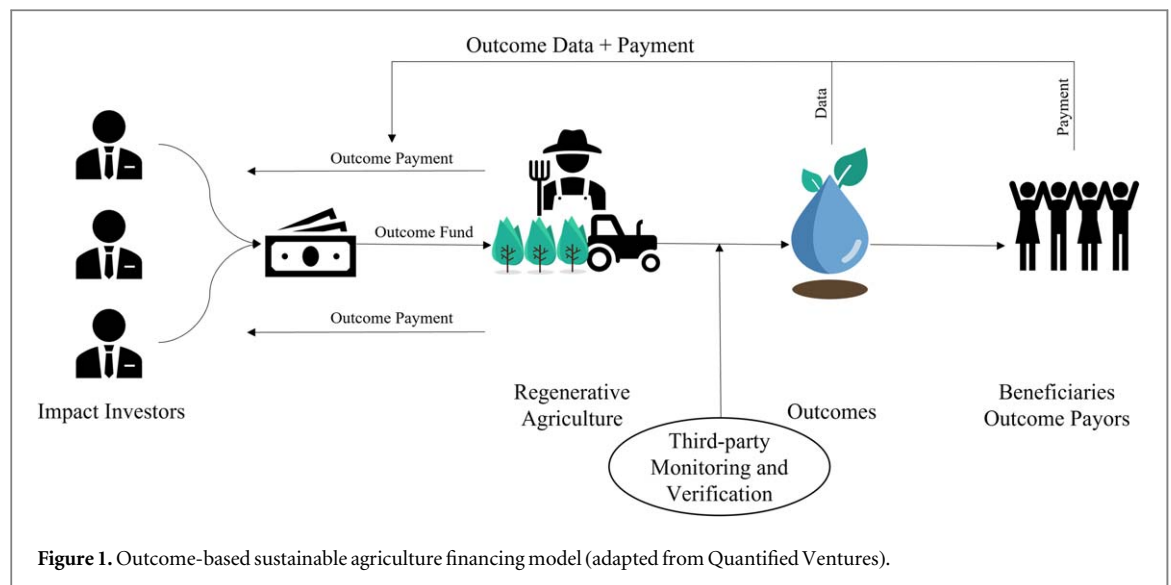 Outcome Data + Payment
Data
Payment
Outcome Payment
Outcome Fund
Outcome Payment
Impact Investors
Regenerative
Agriculture
Outcomes
Beneficiaries
Outcome Payors
Third-party
Monitoring and
Verification
Figure 1. Outcome-based sustainable agriculture financing model (adapted from Quantified Ventures).